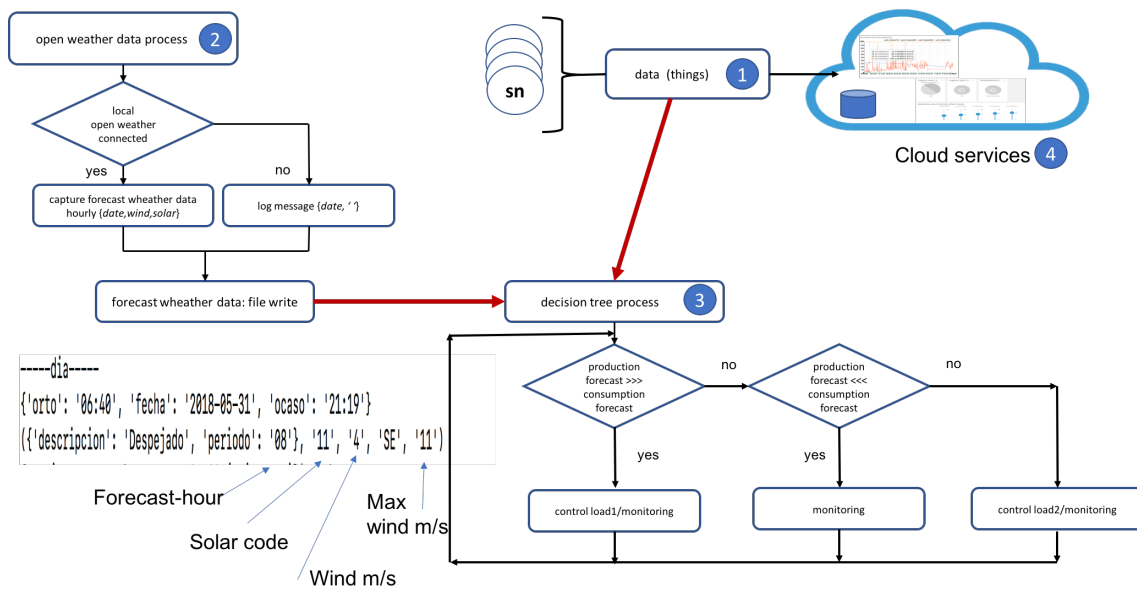 open weather data process
2
local
open weather
connected
yes
no
capture forecast wheather data
hourly {date,wind,solar}
log message {date, ‘ ‘}
forecast wheather data: file write
sn
data (things)
1
Cloud services
4
decision tree process
3
production
forecast >>>
consumption
forecast
no
production
forecast <<<
consumption
forecast
no
yes
yes
control load1/monitoring
monitoring
control load2/monitoring
-----dia-----
{'orto': '06:40', 'fecha': '2018-05-31', 'ocaso': '21:19'}
({'descripcion': 'Despejado', 'periodo': '08'}, '11', '4', 'SE', '11')
Forecast-hour
Solar code
Wind m/s
Max
wind m/s